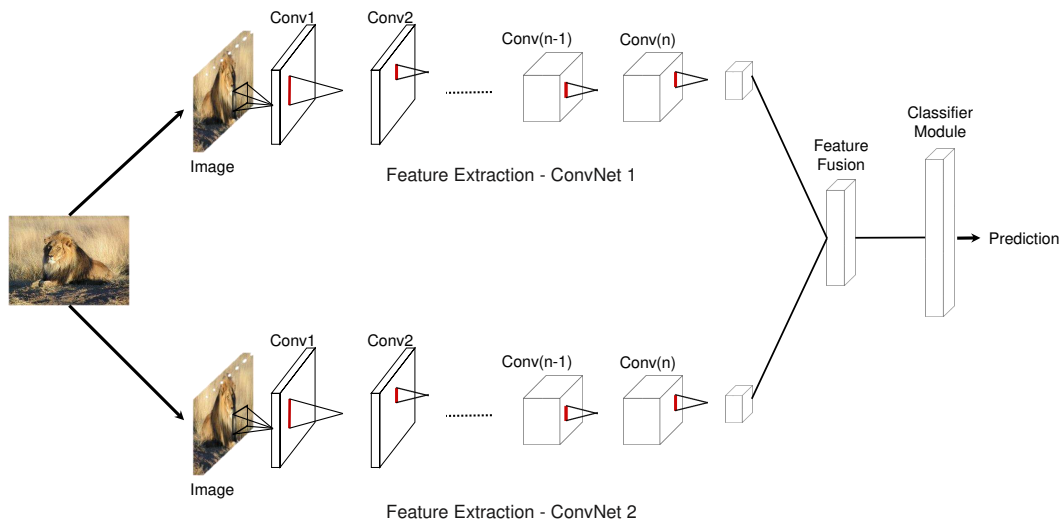 Conv1
Conv2
Conv(n-1)
Conv(n)
Image
Feature Extraction - ConvNet 1
Feature
Fusion
Classifier
Module
Prediction
Conv1
Conv2
Conv(n-1)
Conv(n)
Image
Feature Extraction - ConvNet 2